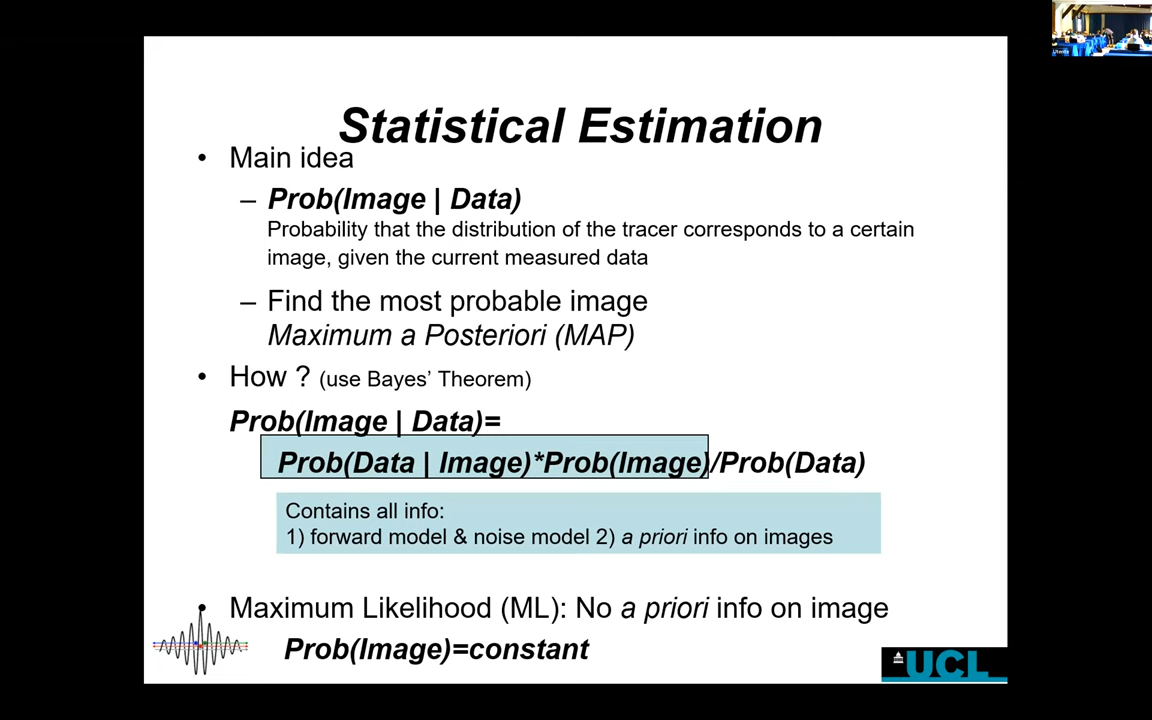 Statistical Estimation
• Main idea
– Prob(Image | Data)
Probability that the distribution of the tracer corresponds to a certain
image, given the current measured data
– Find the most probable image
Maximum a Posteriori (MAP)
• How ? (use Bayes' Theorem)
Prob(Image | Data)=
Prob(Data | Image)*Prob(Image)/Prob(Data)
Contains all info:
1) forward model & noise model 2) a priori info on images
• Maximum Likelihood (ML): No a priori info on image
Prob(Image)=constant
UCL